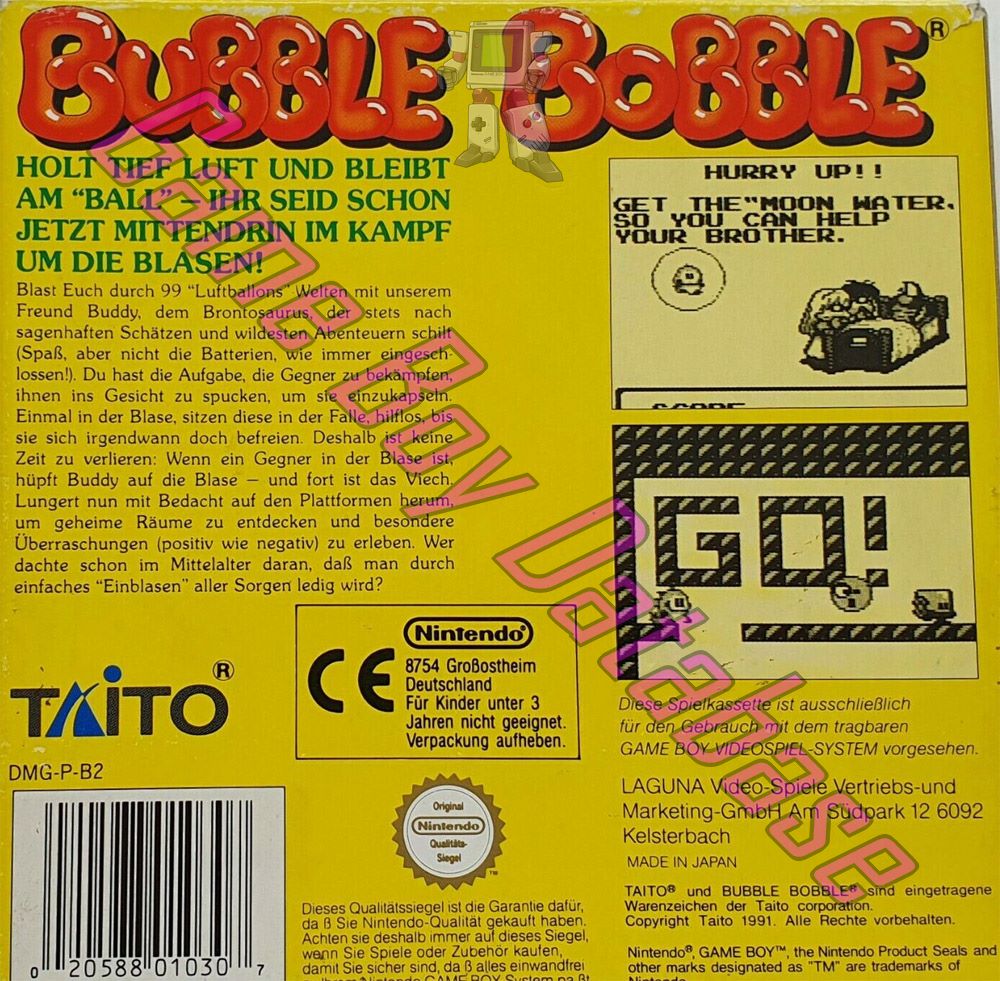 BUBBLE BOBBLE®
HOLT TIEF LUFT UND BLEIBT
AM “BALL” – IHR SEID SCHON
JETZT MITTENDRIN IM KAMPF
UM DIE BLASEN!
Blast Euch durch 99 “Luftballons” Welten mit unserem
Freund Buddy, dem Brontosaurus, der stets nach
sagenhaften Schätzen und wildesten Abenteuern schilt
(Spaß, aber nicht die Batterien, wie immer eingesch-
lossen!). Du hast die Aufgabe, die Gegner zu bekämpfen,
ihnen ins Gesicht zu spucken, um sie einzukapseln.
Einmal in der Blase, sitzen diese in der Falle, hilflos, bis
sie sich irgendwann doch befreien. Deshalb ist keine
Zeit zu verlieren: Wenn ein Gegner in der Blase ist,
hüpft Buddy auf die Blase – und fort ist das Viech.
Lungert nun mit Bedacht auf den Plattformen herum,
um geheime Räume zu entdecken und besondere
Überraschungen (positiv wie negativ) zu erleben. Wer
dachte schon im Mittelalter daran, daß man durch
einfaches “Einblasen” aller Sorgen ledig wird?
HURRY UP!!
GET THE"MOON WATER,
SO YOU CAN HELP
YOUR BROTHER.
SCORE
GO!
Game Boy Database
CE
Nintendo®
8754 Großostheim
Deutschland
Für Kinder unter 3
Jahren nicht geeignet.
Verpackung aufheben.
TAITO®
DMG-P-B2
0 20588 01030 7
Original
Nintendo
Qualitäts-
Siegel
TM
Dieses Qualitätssiegel ist die Garantie dafür,
da ß Sie Nintendo-Qualität gekauft haben.
Achten sie deshalb immer auf dieses Siegel,
wenn Sie Spiele oder Zubehör kaufen,
damit Sie sicher sind, da ß alles einwandfrei
Nintendo GAME BOY System pa ßt
Diese Spielkassette ist ausschließlich
für den Gebrauch mit dem tragbaren
GAME BOY VIDEOSPIEL-SYSTEM vorgesehen.
LAGUNA Video-Spiele Vertriebs-und
Marketing-GmbH Am Südpark 12 6092
Kelsterbach
MADE IN JAPAN
TAITO® und BUBBLE BOBBLE® sind eingetragene
Warenzeichen der Taito corporation.
Copyright Taito 1991. Alle Rechte vorbehalten.
Nintendo®, GAME BOY™, the Nintendo Product Seals and
other marks designated as "TM" are trademarks of
Nintendo